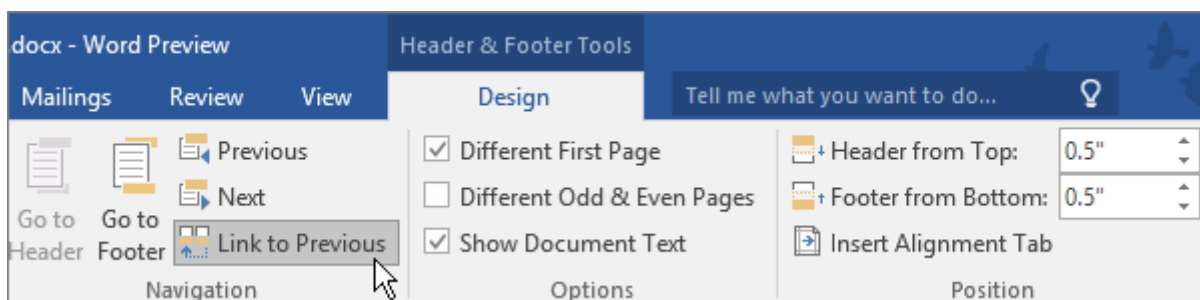 .docx - Word Preview
Header & Footer Tools
Mailings
Review
View
Design
Tell me what you want to do...
Go to
Header
Go to
Footer
Previous
Next
Link to Previous
Navigation
Different First Page
Different Odd & Even Pages
Show Document Text
Options
Header from Top: 0.5"
Footer from Bottom: 0.5"
Insert Alignment Tab
Position